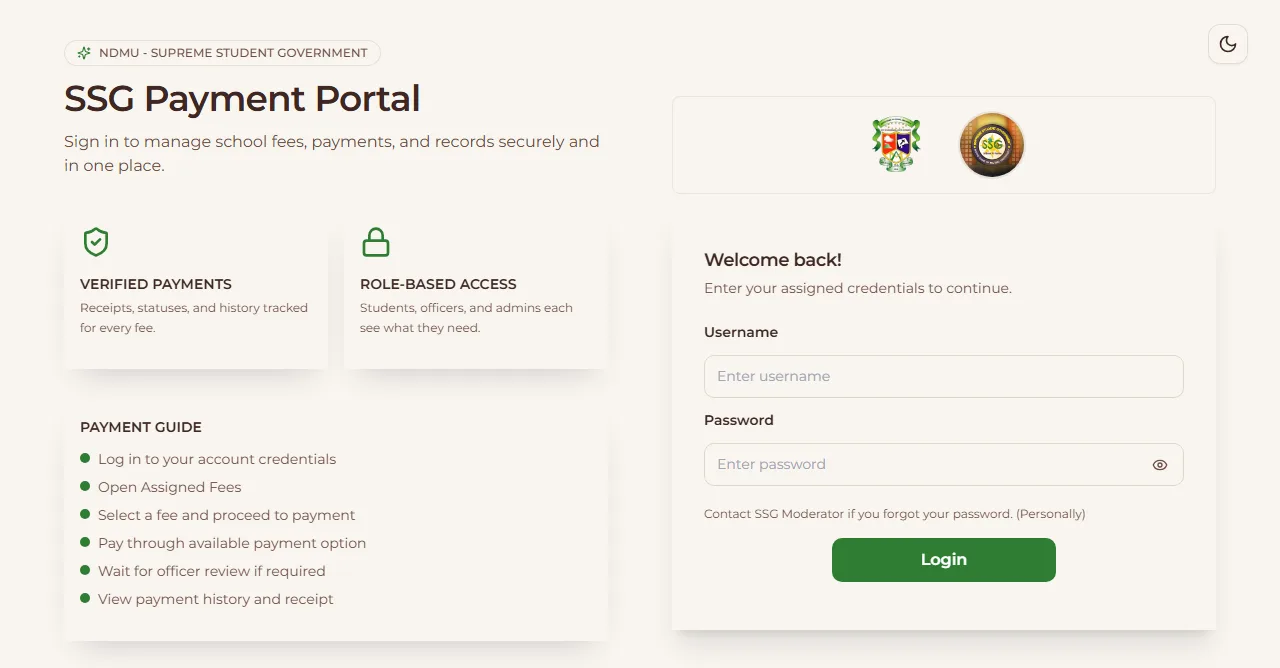 NDMU - SUPREME STUDENT GOVERNMENT
SSG Payment Portal
Sign in to manage school fees, payments, and records securely and
in one place.
VERIFIED PAYMENTS
Receipts, statuses, and history tracked
for every fee.
ROLE-BASED ACCESS
Students, officers, and admins each
see what they need.
PAYMENT GUIDE
Log in to your account credentials
Open Assigned Fees
Select a fee and proceed to payment
Pay through available payment option
Wait for officer review if required
View payment history and receipt
SSG
Welcome back!
Enter your assigned credentials to continue.
Username
Enter username
Password
Enter password
Contact SSG Moderator if you forgot your password. (Personally)
Login